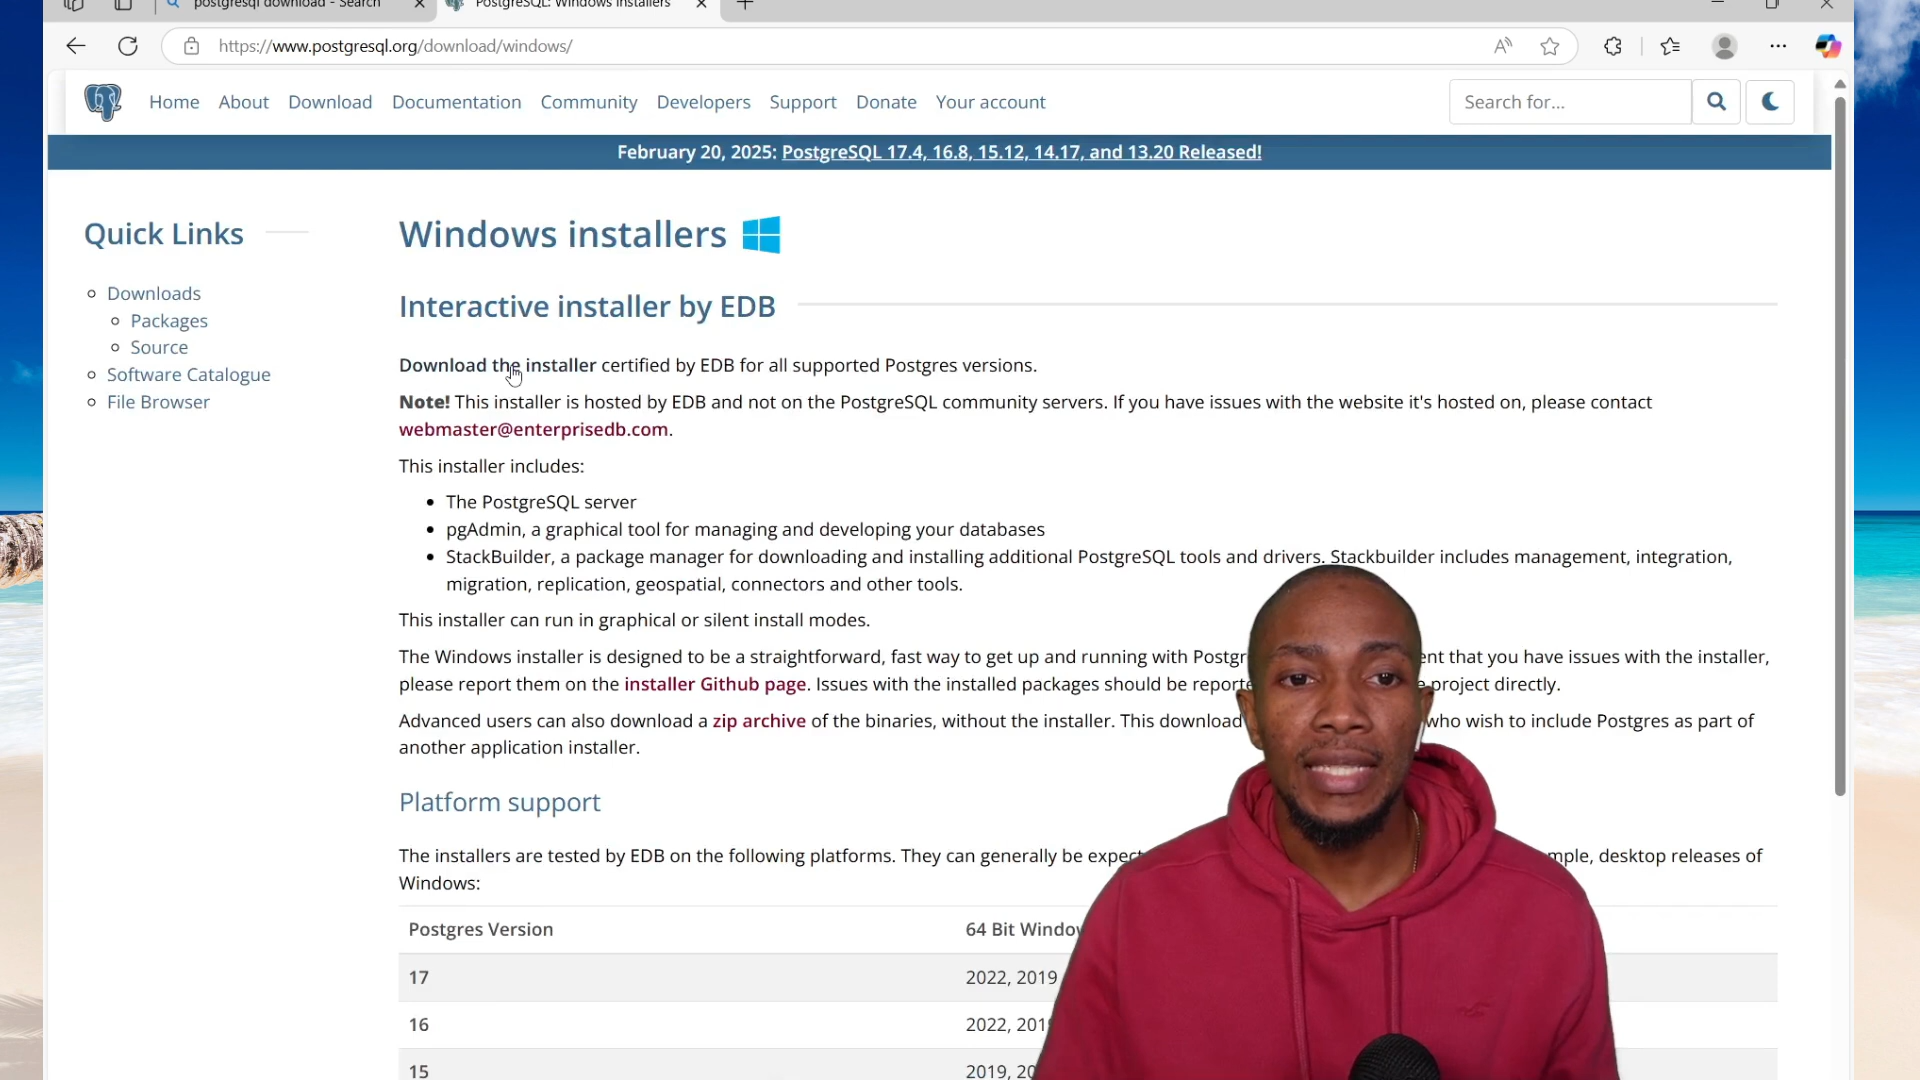 postgresql download - Search
PostgreSQL: Windows installers
https://www.postgresql.org/download/windows/
Home About Download Documentation Community Developers Support Donate Your account
Search for...
February 20, 2025: PostgreSQL 17.4, 16.8, 15.12, 14.17, and 13.20 Released!
Quick Links
Downloads
Packages
Source
Software Catalogue
File Browser
Windows installers
Interactive installer by EDB
Download the installer certified by EDB for all supported Postgres versions.
Note! This installer is hosted by EDB and not on the PostgreSQL community servers. If you have issues with the website it's hosted on, please contact
webmaster@enterprisedb.com.
This installer includes:
The PostgreSQL server
pgAdmin, a graphical tool for managing and developing your databases
StackBuilder, a package manager for downloading and installing additional PostgreSQL tools and drivers. Stackbuilder includes management, integration,
migration, replication, geospatial, connectors and other tools.
This installer can run in graphical or silent install modes.
The Windows installer is designed to be a straightforward, fast way to get up and running with that you have issues with the installer,
please report them on the installer Github page. Issues with the installed packages should be project directly.
Advanced users can also download a zip archive of the binaries, without the installer. This download who wish to include Postgres as part of
another application installer.
Platform support
The installers are tested by EDB on the following platforms. They can generally be desktop releases of
Windows:
Postgres Version 64 Bit
17 2022, 2019
16 2022,
15 2019,